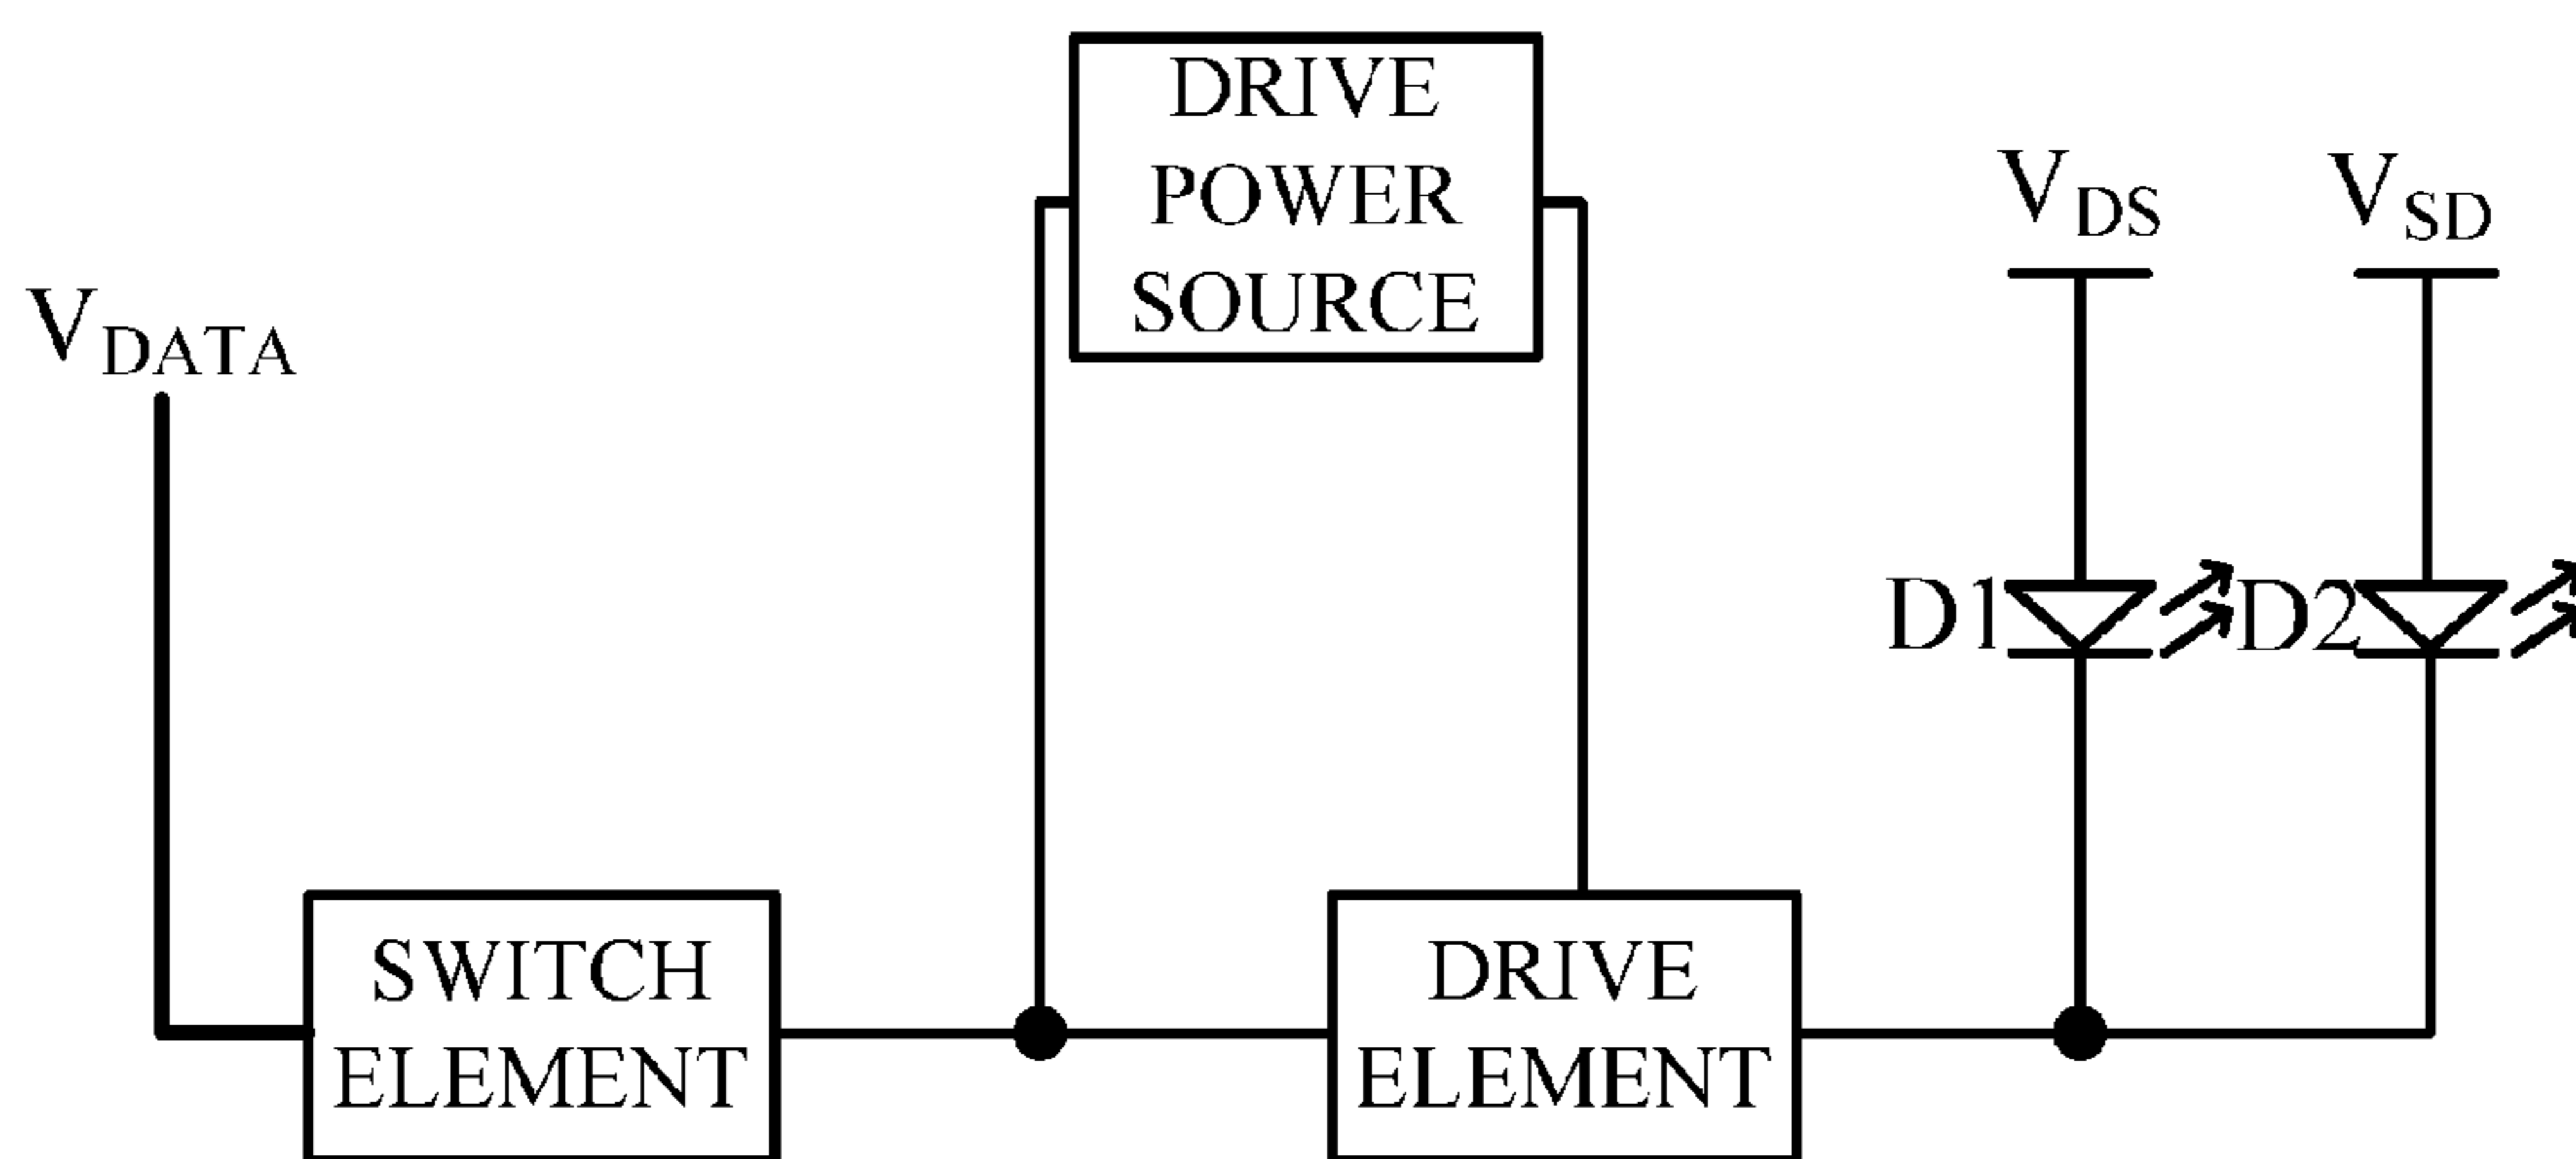 DRIVE
POWER
SOURCE
VDS
VSD
VDATA
D1
D2
SWITCH
ELEMENT
DRIVE
ELEMENT